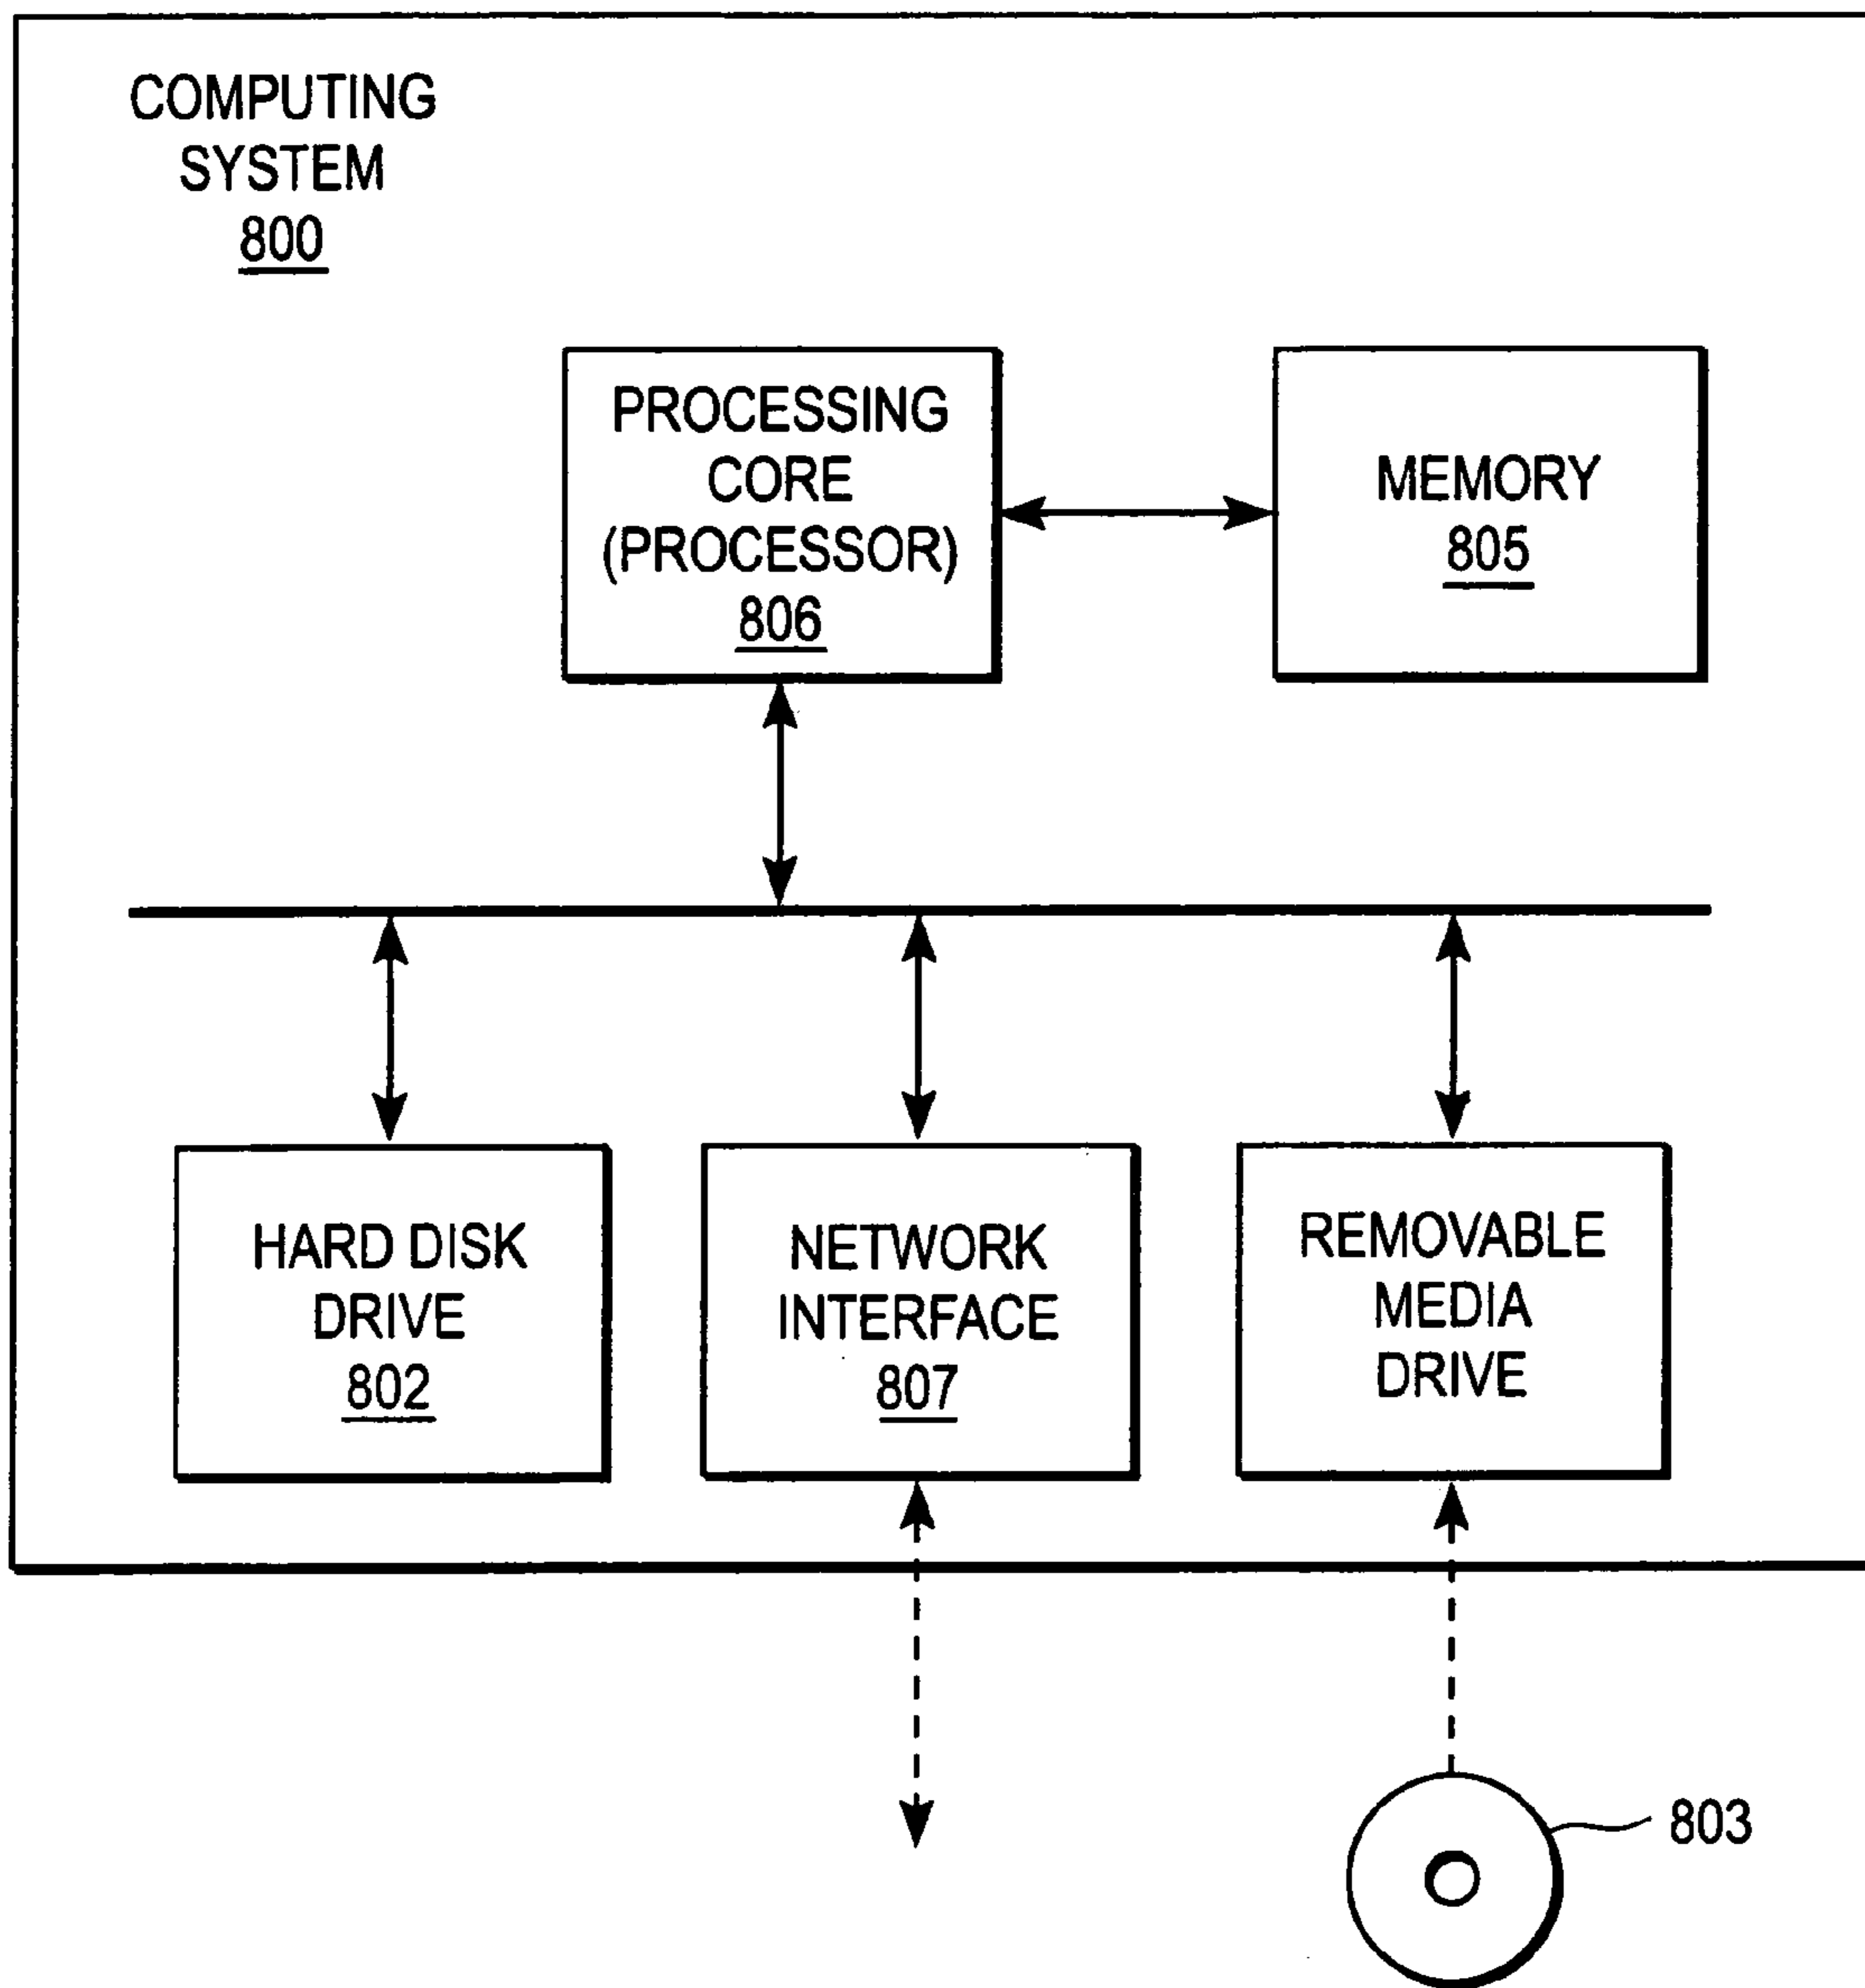 COMPUTING
SYSTEM
800
PROCESSING
CORE
(PROCESSOR)
806
MEMORY
805
HARD DISK
DRIVE
802
NETWORK
INTERFACE
807
REMOVABLE
MEDIA
DRIVE
803